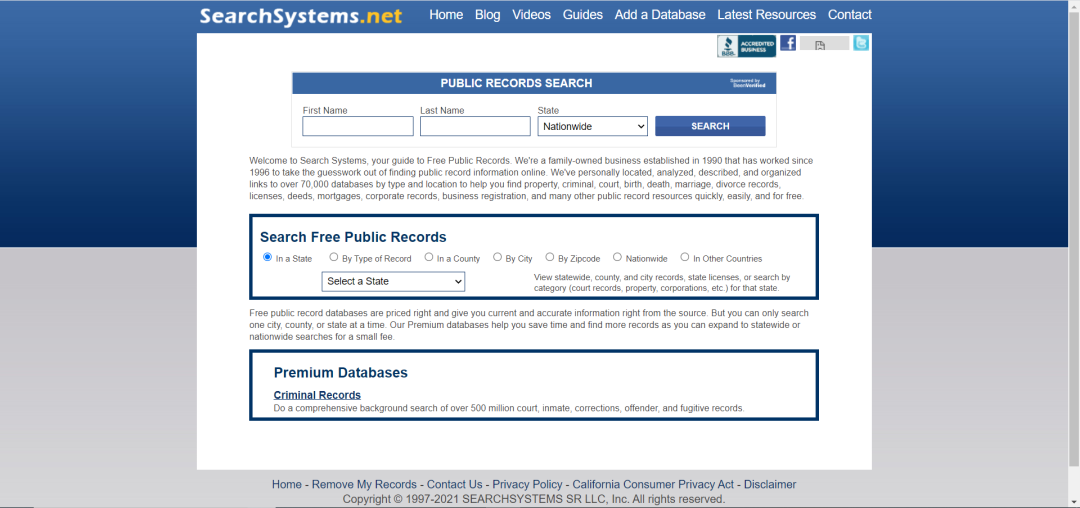 SearchSystems.net
Home Blog Videos Guides Add a Database Latest Resources Contact
BBB ACCREDITED BUSINESS
PUBLIC RECORDS SEARCH
Sponsored by
BeenVerified
First Name Last Name State
Nationwide SEARCH
Welcome to Search Systems, your guide to Free Public Records. We're a family-owned business established in 1990 that has worked since
1996 to take the guesswork out of finding public record information online. We've personally located, analyzed, described, and organized
links to over 70,000 databases by type and location to help you find property, criminal, court, birth, death, marriage, divorce records,
licenses, deeds, mortgages, corporate records, business registration, and many other public record resources quickly, easily, and for free.
Search Free Public Records
In a State By Type of Record In a County By City By Zipcode Nationwide In Other Countries
Select a State
View statewide, county, and city records, state licenses, or search by
category (court records, property, corporations, etc.) for that state.
Free public record databases are priced right and give you current and accurate information right from the source. But you can only search
one city, county, or state at a time. Our Premium databases help you save time and find more records as you can expand to statewide or
nationwide searches for a small fee.
Premium Databases
Criminal Records
Do a comprehensive background search of over 500 million court, inmate, corrections, offender, and fugitive records.
Home - Remove My Records - Contact Us - Privacy Policy - California Consumer Privacy Act - Disclaimer
Copyright © 1997-2021 SEARCHSYSTEMS SR LLC, Inc. All rights reserved.